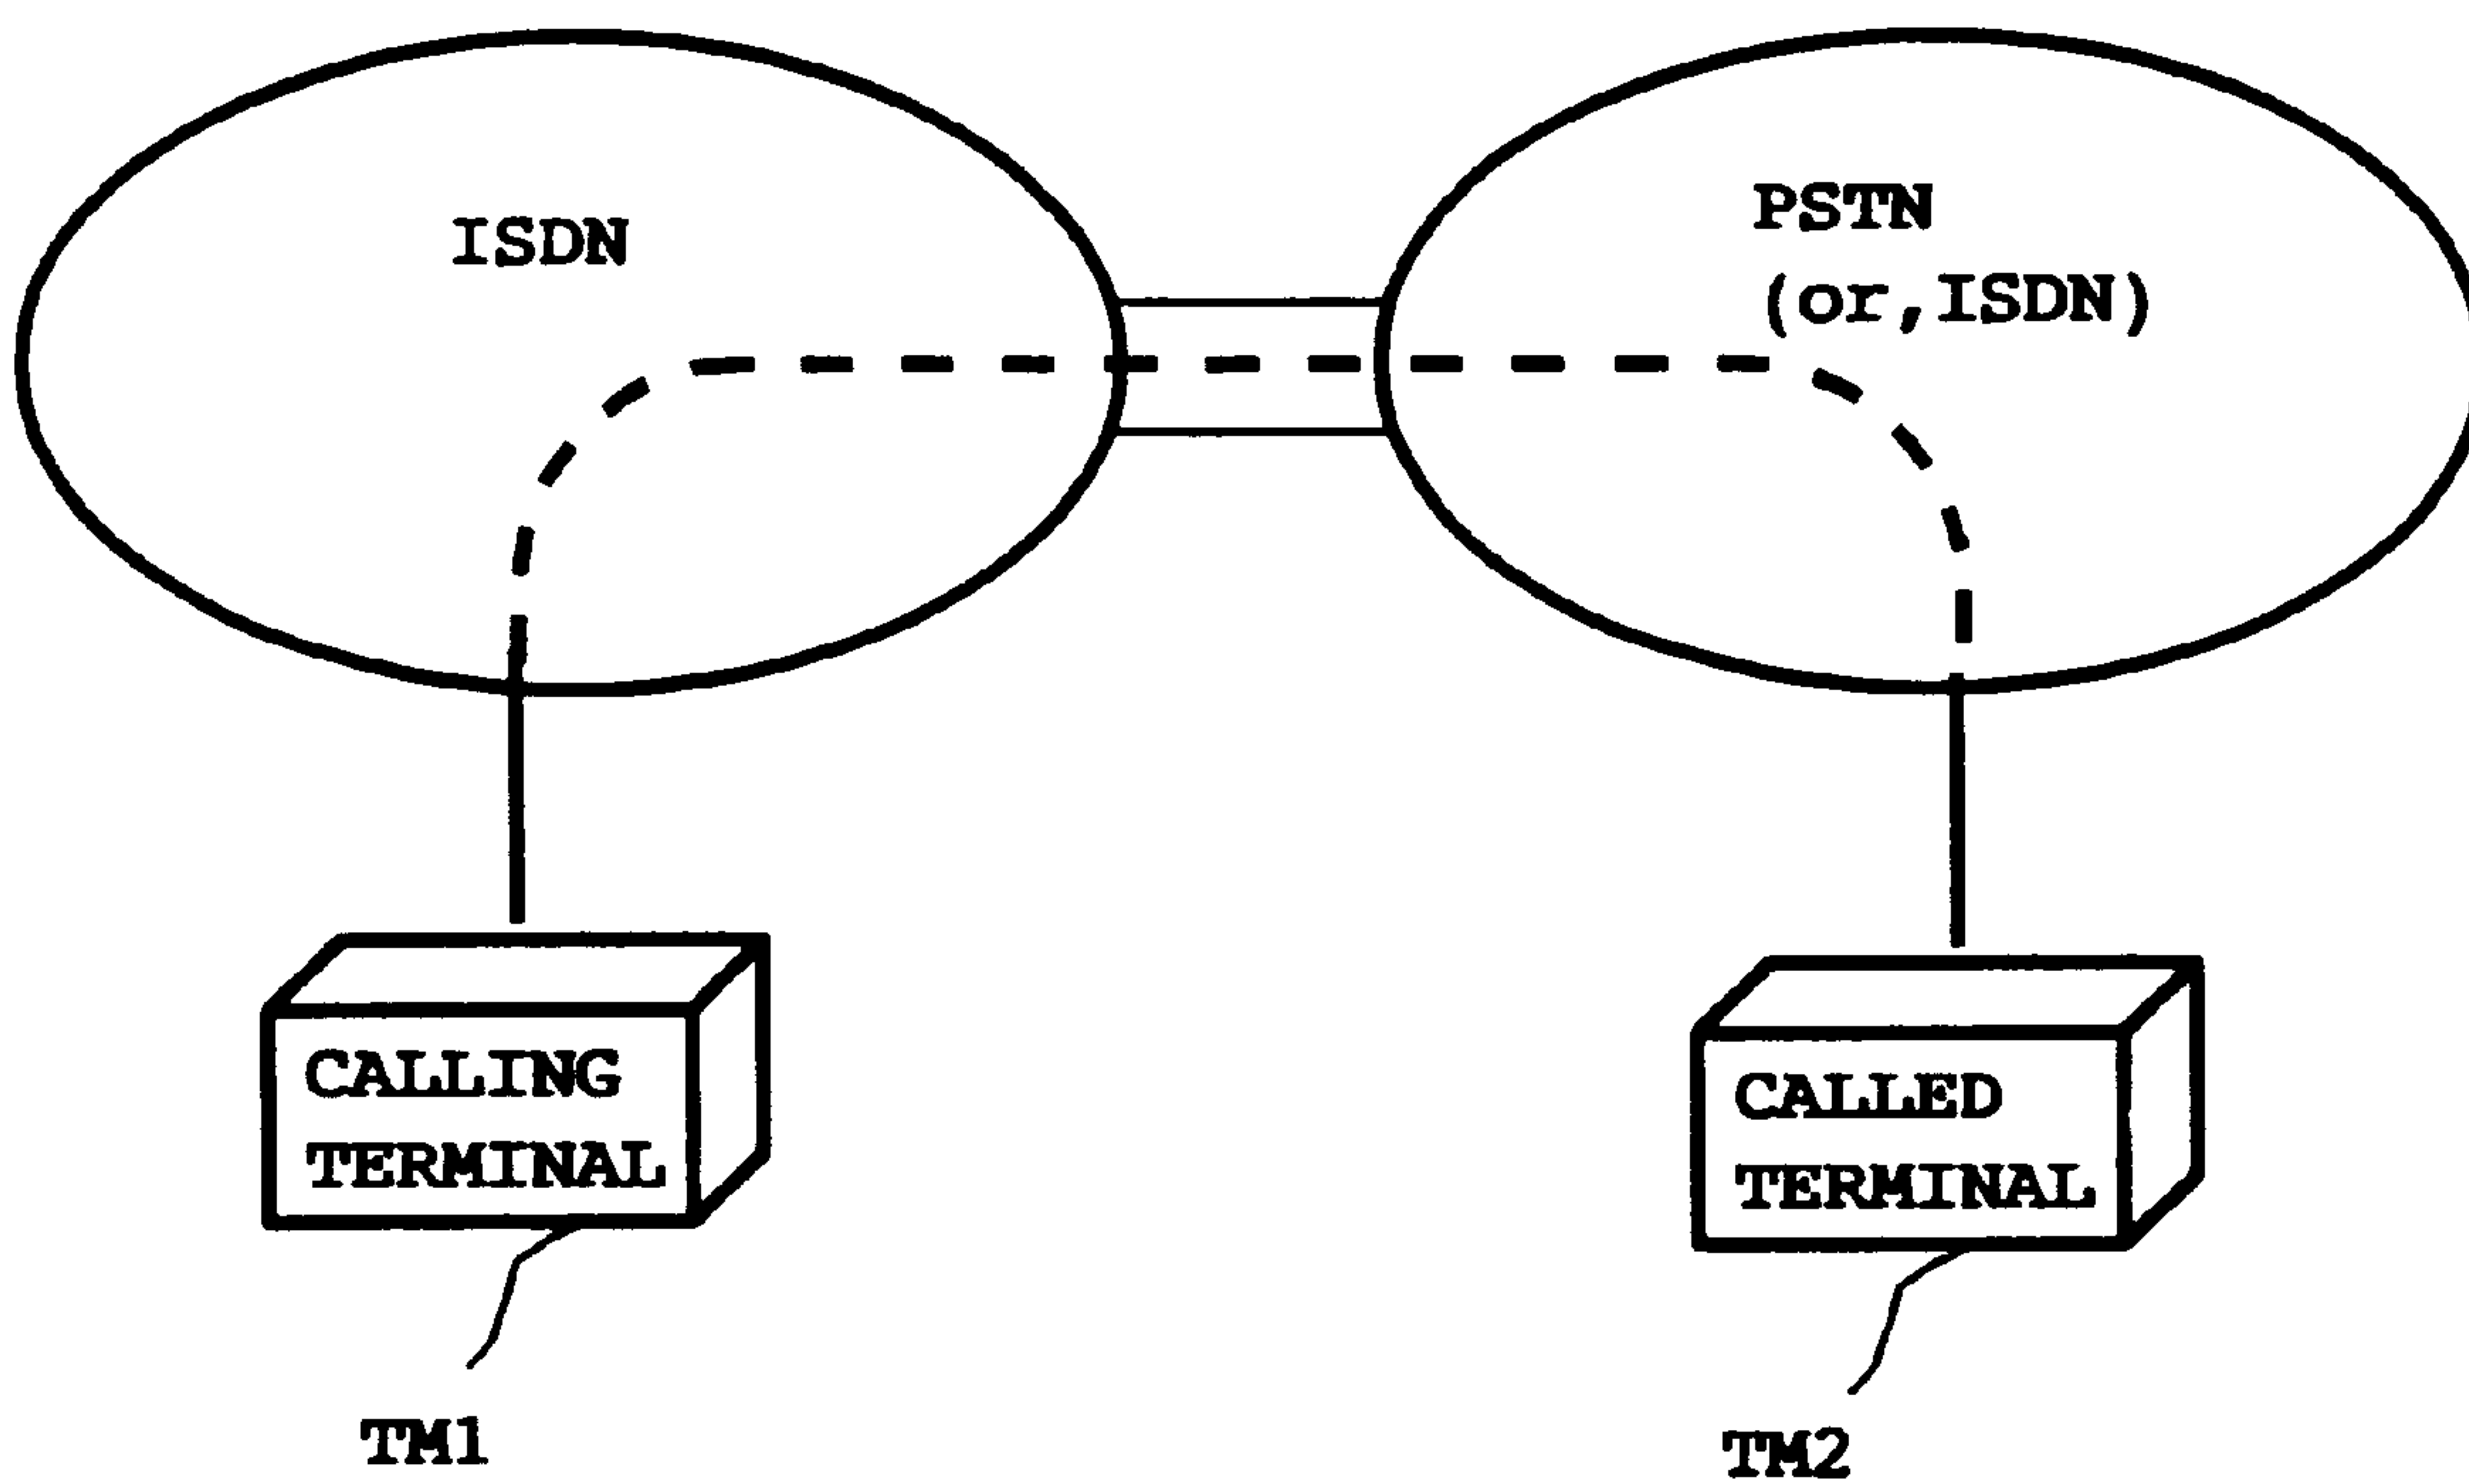 ISDN
PSTN
(or,ISDN)
CALLING
TERMINAL
CALLED
TERMINAL
TM1
TM2